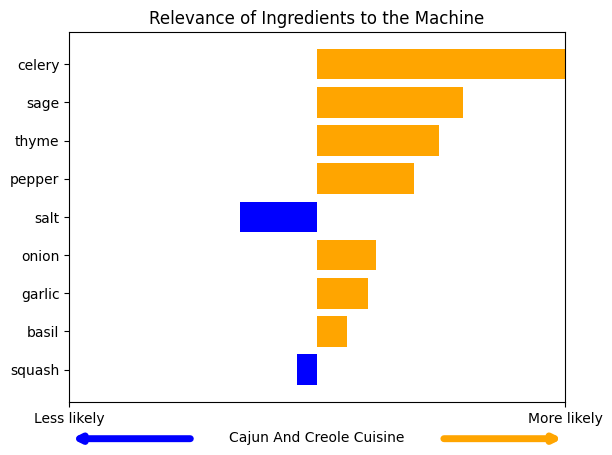 Relevance of Ingredients to the Machine
celery
sage
thyme
pepper
salt
onion
garlic
basil
squash
Less likely
More likely
Cajun And Creole Cuisine